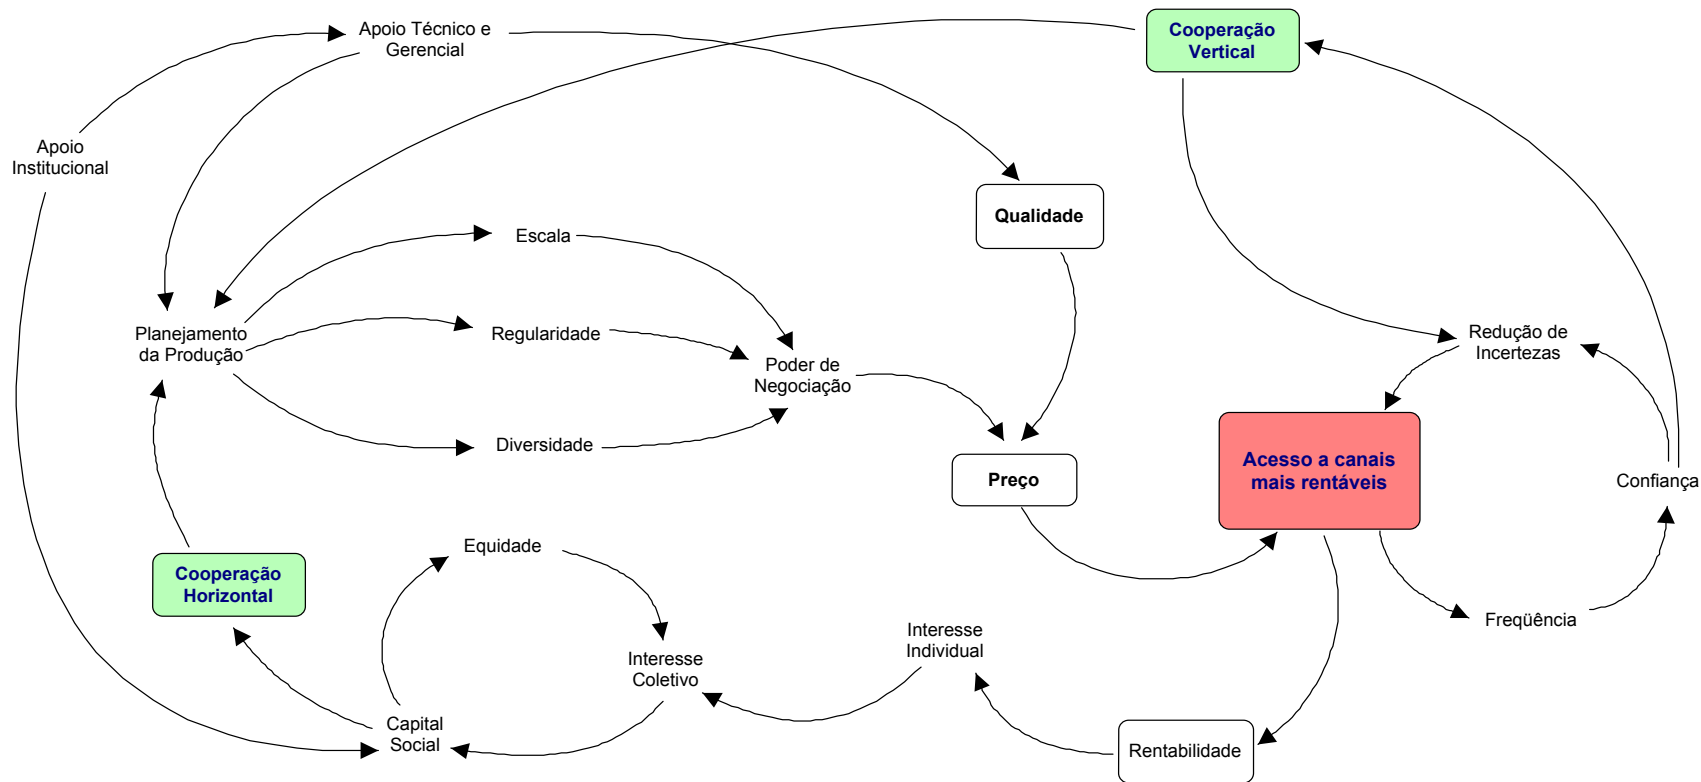 Apoio Técnico e
Gerencial
Cooperação
Vertical
Apoio
Institucional
Qualidade
Escala
Planejamento
da Produção
Regularidade
Redução de
Incertezas
Poder de
Negociação
Diversidade
Acesso a canais
mais rentáveis
Preço
Confiança
Equidade
Cooperação
Horizontal
Freqüência
Interesse
Individual
Interesse
Coletivo
Capital
Social
Rentabilidade